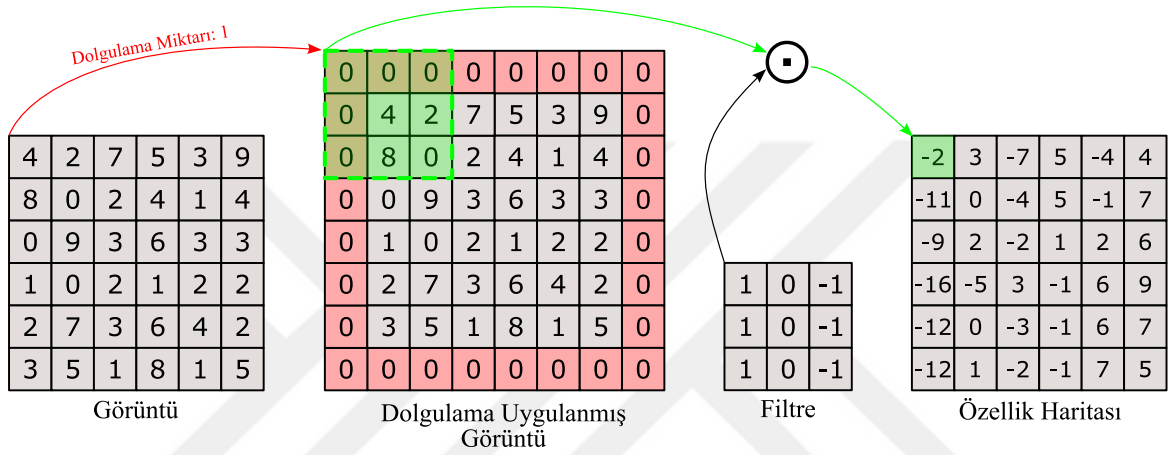 Dolgulama Miktarı: 1
0 0 0 0 0 0 0 0
0 4 2 7 5 3 9 0
0 8 0 2 4 1 4 0
0 0 9 3 6 3 3 0
0 1 0 2 1 2 2 0
0 2 7 3 6 4 2 0
0 3 5 1 8 1 5 0
0 0 0 0 0 0 0 0
4 2 7 5 3 9
8 0 2 4 1 4
0 9 3 6 3 3
1 0 2 1 2 2
2 7 3 6 4 2
3 5 1 8 1 5
1 0 -1
1 0 -1
1 0 -1
-2 3 -7 5 -4 4
-11 0 -4 5 -1 7
-9 2 -2 1 2 6
-16 -5 3 -1 6 9
-12 0 -3 -1 6 7
-12 1 -2 -1 7 5
Görüntü
Dolgulama Uygulanmış
Görüntü
Filtre
Özellik Haritası